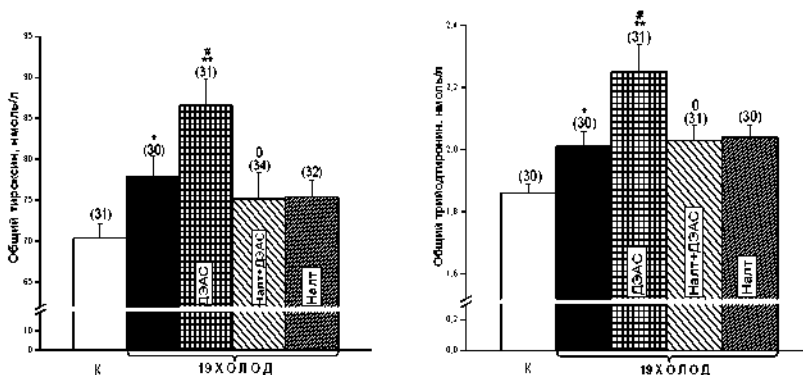 Общий тироксин, нмоль/л
95
90
85
80
75
70
65
10
0
(31)
*
(30)
#
**
(31)
0
(34)
(32)
ДЭАС
Налт+ДЭАС
Налт
К
19 ХОЛОД
Общий трийодтиронин, нмоль/л
2,4
2,2
2,0
1,8
1,6
0,2
0,0
(30)
*
(30)
#
**
(31)
0
(31)
(30)
ДЭАС
Налт+ДЭАС
Налт
К
19 ХОЛОД